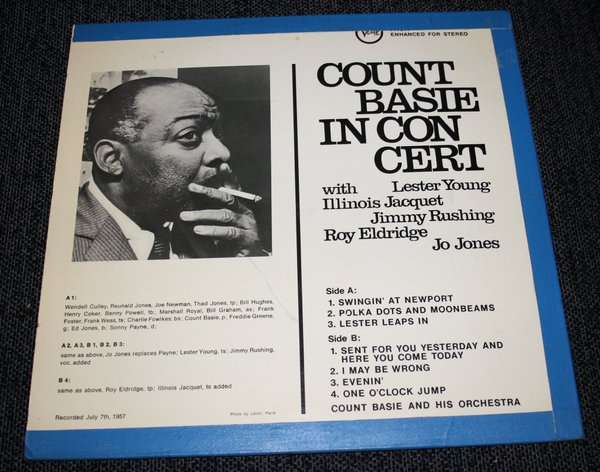 Verve
ENHANCED FOR STEREO
COUNT
BASIE
IN CON
CERT
with Lester Young
Illinois Jacquet
Jimmy Rushing
Roy Eldridge
Jo Jones
Side A:
1. SWINGIN' AT NEWPORT
2. POLKA DOTS AND MOONBEAMS
3. LESTER LEAPS IN
Side B:
1. SENT FOR YOU YESTERDAY AND
HERE YOU COME TODAY
2. I MAY BE WRONG
3. EVENIN'
4. ONE O'CLOCK JUMP
COUNT BASIE AND HIS ORCHESTRA
A 1:
Wendell Culley, Reunald Jones, Joe Newman, Thad Jones, tp; Bill Hughes,
Henry Coker, Benny Powell, tb; Marshall Royal, Bill Graham, as; Frank
Foster, Frank Wess, ts; Charlie Fowlkes, bs; Count Basie, p; Freddie Greene,
g; Ed Jones, b; Sonny Payne, d;
A 2, A 3, B 1, B 2, B 3:
same as above, Jo Jones replaces Payne; Lester Young, ts; Jimmy Rushing,
voc. added
B 4:
same as above, Roy Eldridge, tp; Illinois Jacquet, ts added
Recorded July 7th, 1957
Photo by Leloir, Paris